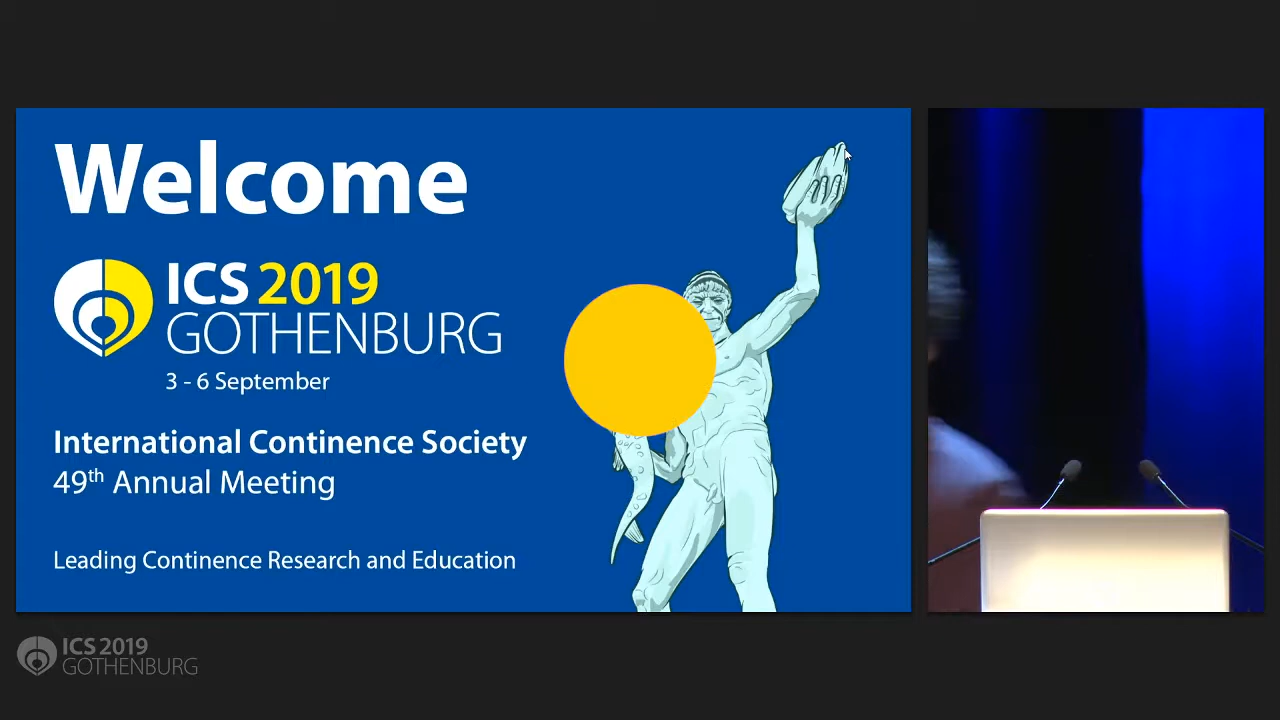 Welcome
ICS 2019
GOTHENBURG
3 - 6 September
International Continence Society
49th Annual Meeting
Leading Continence Research and Education
ICS 2019
GOTHENBURG